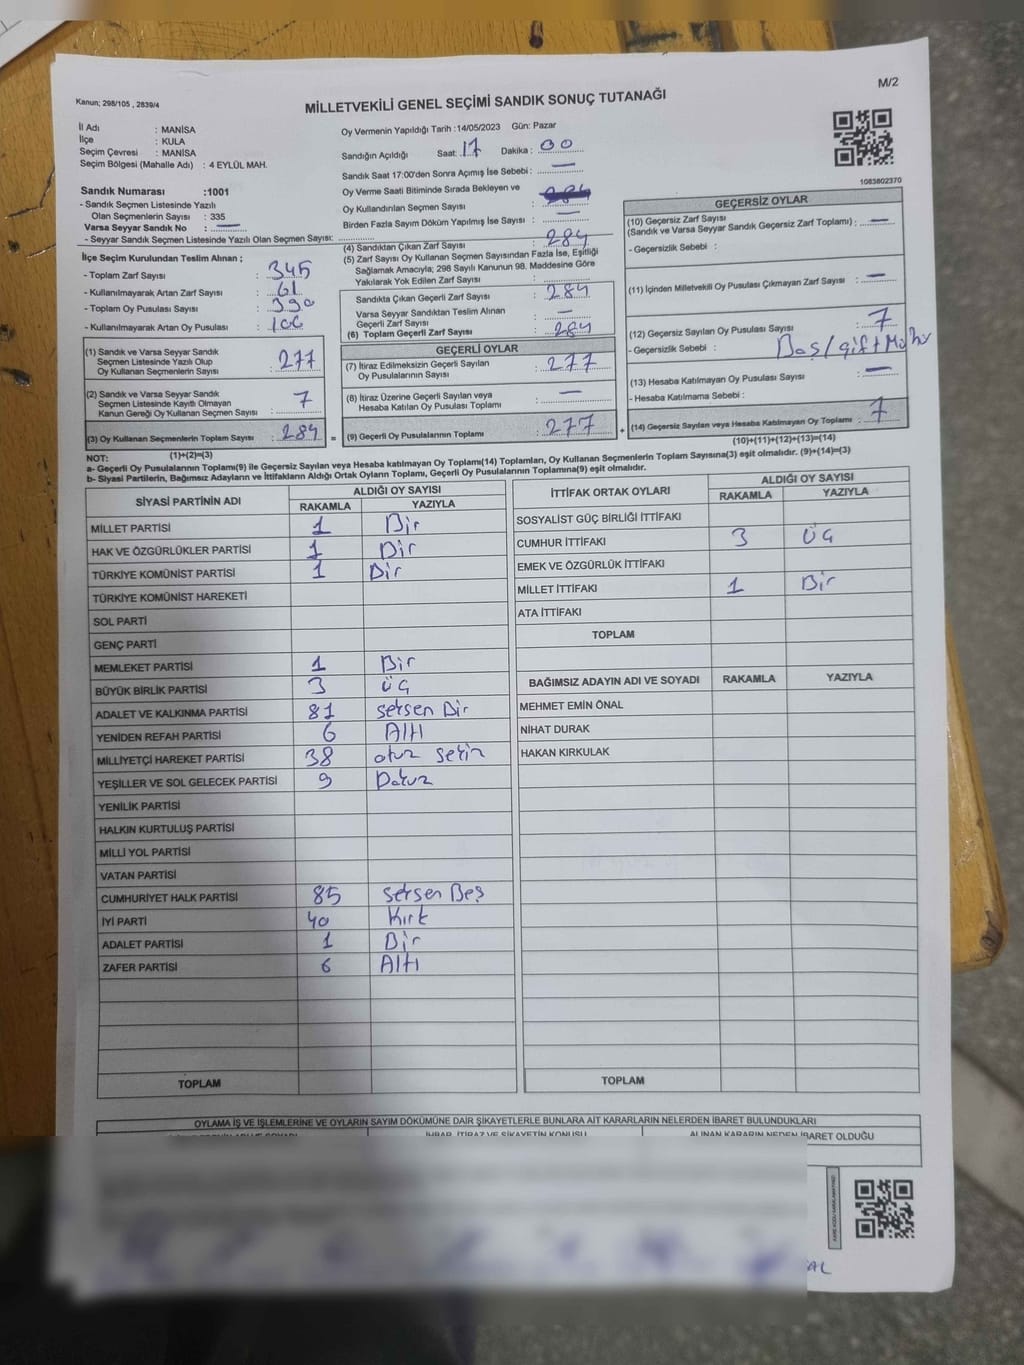 Kanun; 298/105 , 2839/4
M/2
MİLLETVEKİLİ GENEL SEÇİMİ SANDIK SONUÇ TUTANAĞI
İl Adı : MANİSA
İlçe : KULA
Seçim Çevresi : MANİSA
Seçim Bölgesi (Mahalle Adı) : 4 EYLÜL MAH.
Sandık Numarası :1001
- Sandık Seçmen Listesinde Yazılı
Olan Seçmenlerin Sayısı : 335
Varsa Seyyar Sandık No : —
- Seyyar Sandık Seçmen Listesinde Yazılı Olan Seçmen Sayısı:
İlçe Seçim Kurulundan Teslim Alınan ;
- Toplam Zarf Sayısı : 345
- Kullanılmayarak Artan Zarf Sayısı : 61
- Toplam Oy Pusulası Sayısı : 390
- Kullanılmayarak Artan Oy Pusulası : 106
(1) Sandık ve Varsa Seyyar Sandık
Seçmen Listesinde Yazılı Olup
Oy Kullanan Seçmenlerin Sayısı : 277
(2) Sandık ve Varsa Seyyar Sandık
Seçmen Listesinde Kayıtlı Olmayan
Kanun Gereği Oy Kullanan Seçmen Sayısı : 7
(3) Oy Kullanan Seçmenlerin Toplam Sayısı : 284
(1)+(2)=(3)
Oy Vermenin Yapıldığı Tarih :14/05/2023 Gün: Pazar
Sandığın Açıldığı Saat: 17 Dakika : 00
Sandık Saat 17:00'den Sonra Açımış İse Sebebi : —
Oy Verme Saati Bitiminde Sırada Bekleyen ve
Oy Kullandırılan Seçmen Sayısı :
Birden Fazla Sayım Döküm Yapılmış İse Sayısı : —
(4) Sandıktan Çıkan Zarf Sayısı : 284
(5) Zarf Sayısı Oy Kullanan Seçmen Sayısından Fazla İse, Eşitliği
Sağlamak Amacıyla; 298 Sayılı Kanunun 98. Maddesine Göre
Yakılarak Yok Edilen Zarf Sayısı : —
Sandıkta Çıkan Geçerli Zarf Sayısı : 284
Varsa Seyyar Sandıktan Teslim Alınan
Geçerli Zarf Sayısı : —
(6) Toplam Geçerli Zarf Sayısı : 284
GEÇERLİ OYLAR
(7) İtiraz Edilmeksizin Geçerli Sayılan
Oy Pusulalarının Sayısı : 277
(8) İtiraz Üzerine Geçerli Sayılan veya
Hesaba Katılan Oy Pusulası Toplamı : —
= (9) Geçerli Oy Pusulalarının Toplamı : 277 +
1083802370
GEÇERSİZ OYLAR
(10) Geçersiz Zarf Sayısı
(Sandık ve Varsa Seyyar Sandık Geçersiz Zarf Toplamı) : —
- Geçersizlik Sebebi :
(11) İçinden Milletvekili Oy Pusulası Çıkmayan Zarf Sayısı : —
(12) Geçersiz Sayılan Oy Pusulası Sayısı : 7
- Geçersizlik Sebebi : Boş/çift Mühür
(13) Hesaba Katılmayan Oy Pusulası Sayısı : —
- Hesaba Katılmama Sebebi :
(14) Geçersiz Sayılan veya Hesaba Katılmayan Oy Toplamı : 7
(10)+(11)+(12)+(13)=(14)
NOT:
a- Geçerli Oy Pusulalarının Toplamı(9) ile Geçersiz Sayılan veya Hesaba katılmayan Oy Toplamı(14) Toplamları, Oy Kullanan Seçmenlerin Toplam Sayısına(3) eşit olmalıdır. (9)+(14)=(3)
b- Siyasi Partilerin, Bağımsız Adayların ve İttifakların Aldığı Ortak Oyların Toplamı, Geçerli Oy Pusulalarının Toplamına(9) eşit olmalıdır.
SİYASİ PARTİNİN ADI ALDIĞI OY SAYISI
RAKAMLA YAZIYLA
MİLLET PARTİSİ 1 Bir
HAK VE ÖZGÜRLÜKLER PARTİSİ 1 Bir
TÜRKİYE KOMÜNİST PARTİSİ 1 Bir
TÜRKİYE KOMÜNİST HAREKETİ
SOL PARTİ
GENÇ PARTİ
MEMLEKET PARTİSİ 1 Bir
BÜYÜK BİRLİK PARTİSİ 3 ÜÇ
ADALET VE KALKINMA PARTİSİ 81 seksen Bir
YENİDEN REFAH PARTİSİ 6 Altı
MİLLİYETÇİ HAREKET PARTİSİ 38 otuz sekiz
YEŞİLLER VE SOL GELECEK PARTİSİ 9 Dokuz
YENİLİK PARTİSİ
HALKIN KURTULUŞ PARTİSİ
MİLLİ YOL PARTİSİ
VATAN PARTİSİ
CUMHURİYET HALK PARTİSİ 85 seksen Beş
İYİ PARTİ 40 Kırk
ADALET PARTİSİ 1 Bir
ZAFER PARTİSİ 6 Altı
TOPLAM
İTTİFAK ORTAK OYLARI ALDIĞI OY SAYISI
RAKAMLA YAZIYLA
SOSYALİST GÜÇ BİRLİĞİ İTTİFAKI
CUMHUR İTTİFAKI 3 ÜÇ
EMEK VE ÖZGÜRLÜK İTTİFAKI
MİLLET İTTİFAKI 1 Bir
ATA İTTİFAKI
TOPLAM
BAĞIMSIZ ADAYIN ADI VE SOYADI RAKAMLA YAZIYLA
MEHMET EMİN ÖNAL
NİHAT DURAK
HAKAN KIRKULAK
TOPLAM
OYLAMA İŞ VE İŞLEMLERİNE VE OYLARIN SAYIM DÖKÜMÜNE DAİR ŞİKAYETLERLE BUNLARA AİT KARARLARIN NELERDEN İBARET BULUNDUKLARI
İHBAR, İTİRAZ VE ŞİKAYETİN KONUSU ALINAN KARARIN NEDEN İBARET OLDUĞU